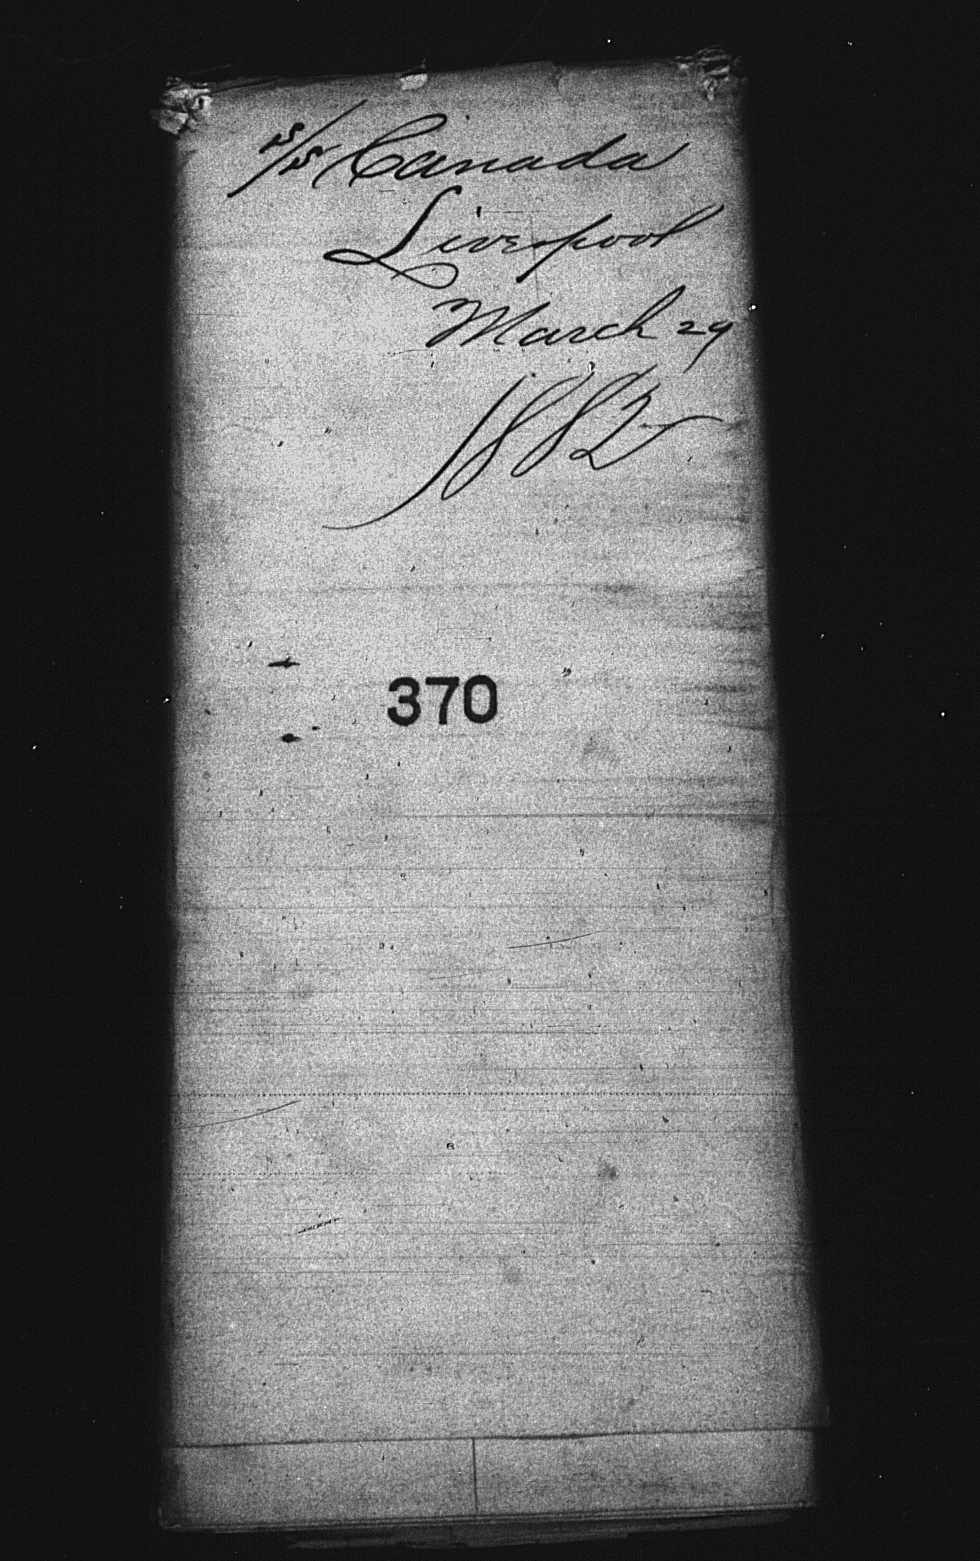 S/S Canada
Liverpool
March 29
1882
370